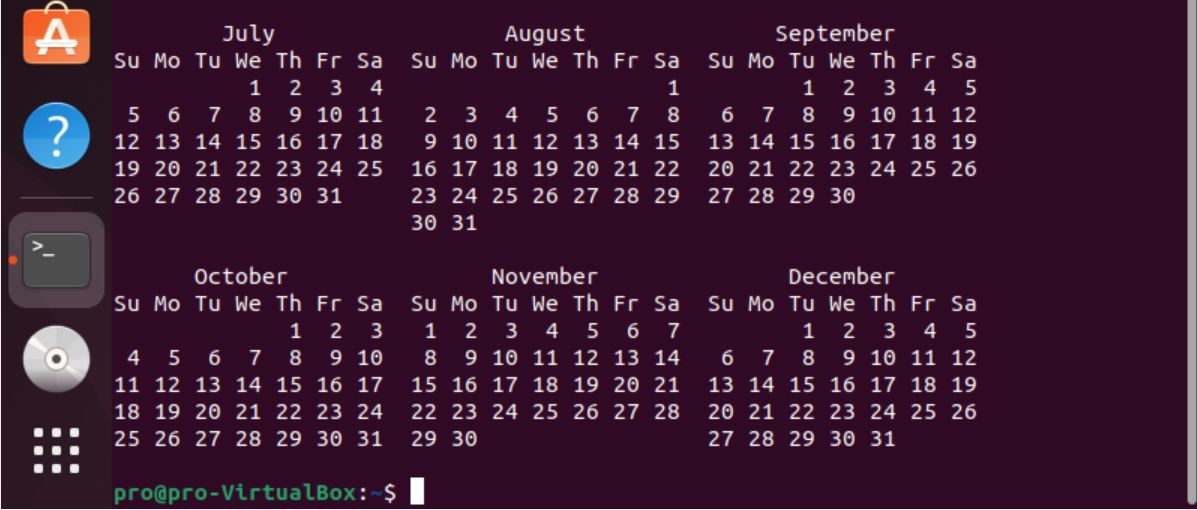 July                 August              September
Su Mo Tu We Th Fr Sa  Su Mo Tu We Th Fr Sa  Su Mo Tu We Th Fr Sa
          1  2  3  4                     1         1  2  3  4  5
 5  6  7  8  9 10 11   2  3  4  5  6  7  8   6  7  8  9 10 11 12
12 13 14 15 16 17 18   9 10 11 12 13 14 15  13 14 15 16 17 18 19
19 20 21 22 23 24 25  16 17 18 19 20 21 22  20 21 22 23 24 25 26
26 27 28 29 30 31     23 24 25 26 27 28 29  27 28 29 30
                      30 31
      October               November              December
Su Mo Tu We Th Fr Sa  Su Mo Tu We Th Fr Sa  Su Mo Tu We Th Fr Sa
             1  2  3   1  2  3  4  5  6  7         1  2  3  4  5
 4  5  6  7  8  9 10   8  9 10 11 12 13 14   6  7  8  9 10 11 12
11 12 13 14 15 16 17  15 16 17 18 19 20 21  13 14 15 16 17 18 19
18 19 20 21 22 23 24  22 23 24 25 26 27 28  20 21 22 23 24 25 26
25 26 27 28 29 30 31  29 30                 27 28 29 30 31
pro@pro-VirtualBox:~$